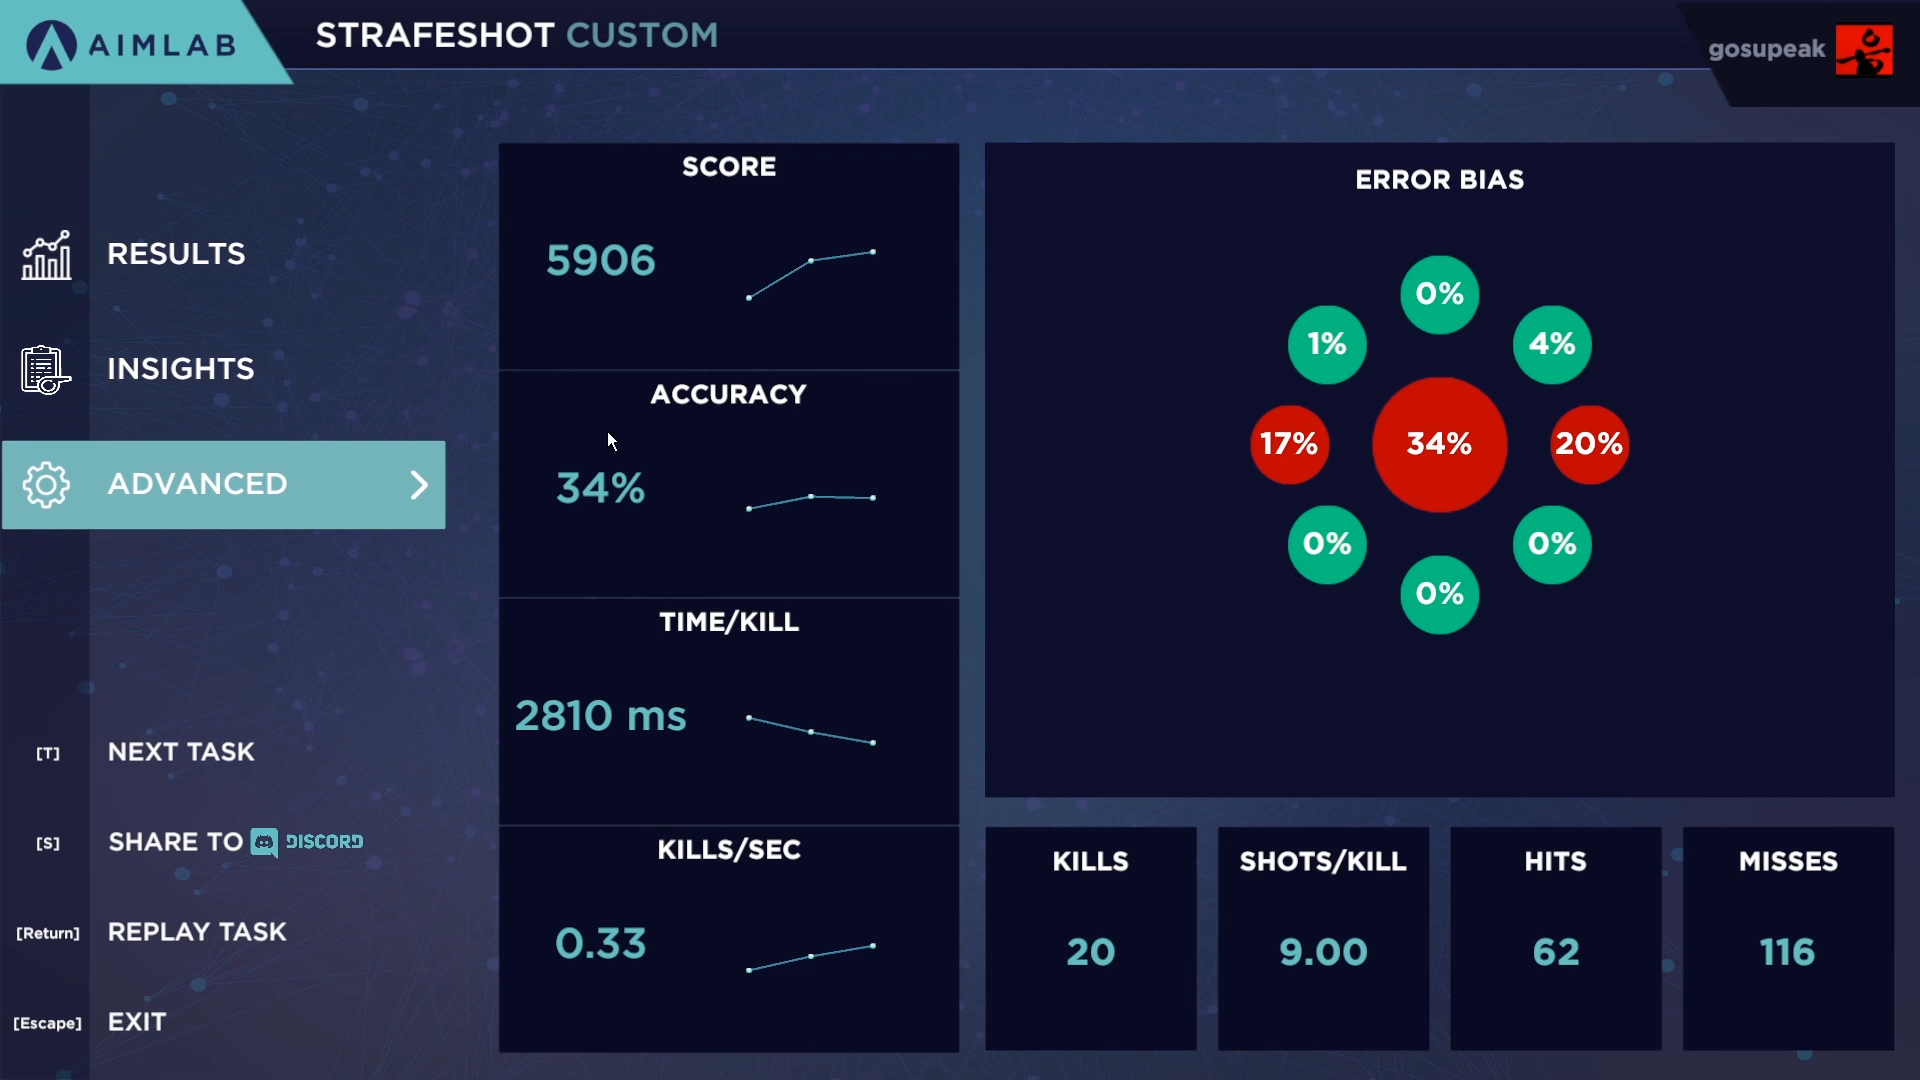 AIMLAB
STRAFESHOT CUSTOM
gosupeak
RESULTS
INSIGHTS
ADVANCED
[T] NEXT TASK
[S] SHARE TO DISCORD
[Return] REPLAY TASK
[Escape] EXIT
SCORE
5906
ACCURACY
34%
TIME/KILL
2810 ms
KILLS/SEC
0.33
ERROR BIAS
0%
1%
4%
17%
34%
20%
0%
0%
0%
KILLS
20
SHOTS/KILL
9.00
HITS
62
MISSES
116